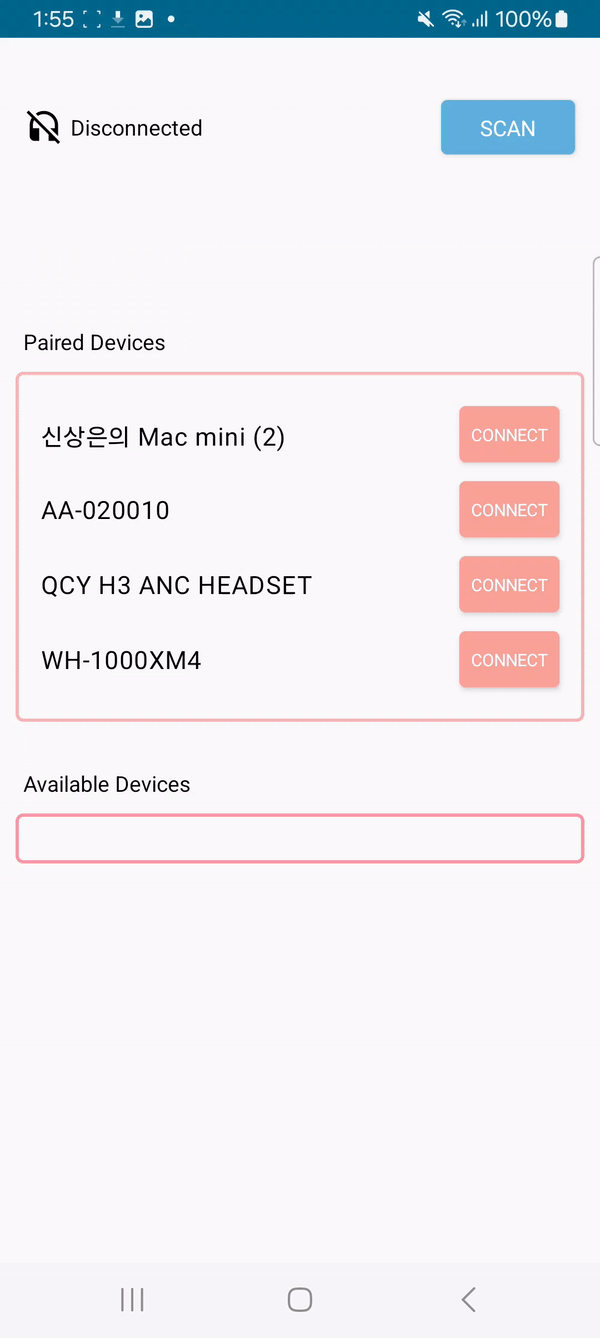 1:55 100%
Disconnected SCAN
Paired Devices
신상은의 Mac mini (2) CONNECT
AA-020010 CONNECT
QCY H3 ANC HEADSET CONNECT
WH-1000XM4 CONNECT
Available Devices